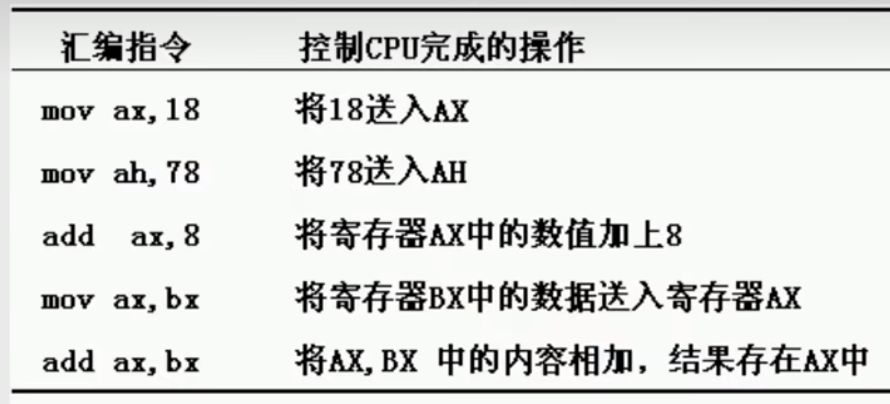 汇编指令 控制CPU完成的操作
mov ax,18 将18送入AX
mov ah,78 将78送入AH
add ax,8 将寄存器AX中的数值加上8
mov ax,bx 将寄存器BX中的数据送入寄存器AX
add ax,bx 将AX,BX 中的内容相加，结果存在AX中